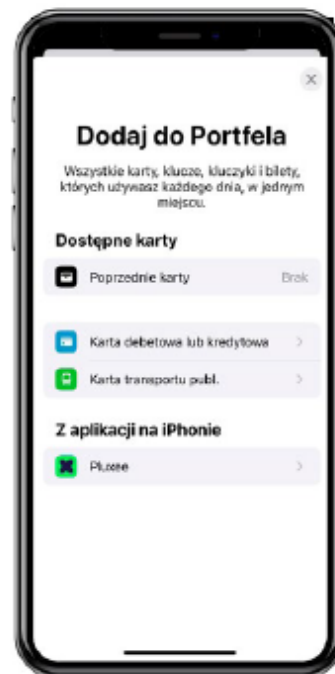 Dodaj do Portfela
Wszystkie karty, klucze, kluczyki i bilety,
których używasz każdego dnia, w jednym
miejscu.
Dostępne karty
Poprzednie karty Brak
Karta debetowa lub kredytowa
Karta transportu publ.
Z aplikacji na iPhonie
Pluxee